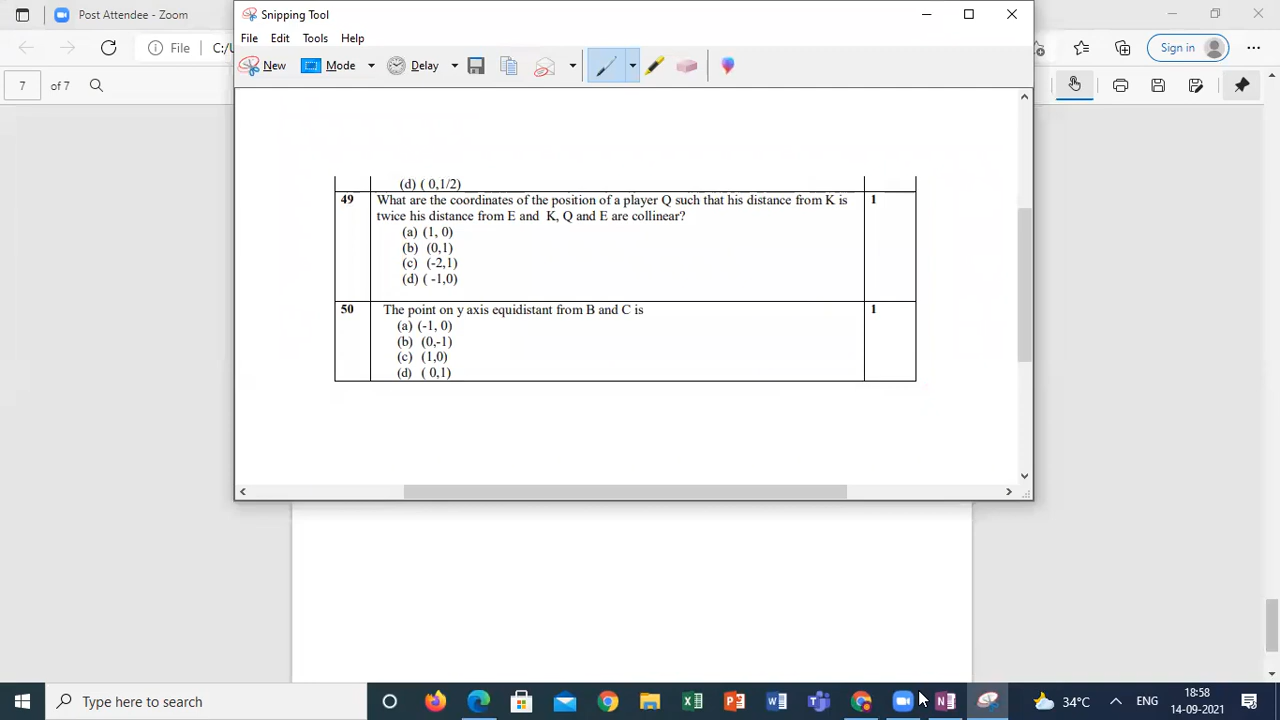 Post Attendee - Zoom
Snipping Tool
File Edit Tools Help
File C:/U
Sign in
New Mode Delay
7 of 7
(d) ( 0,1/2)
49 What are the coordinates of the position of a player Q such that his distance from K is 1
twice his distance from E and K, Q and E are collinear?
(a) (1, 0)
(b) (0,1)
(c) (-2,1)
(d) ( -1,0)
50 The point on y axis equidistant from B and C is 1
(a) (-1, 0)
(b) (0,-1)
(c) (1,0)
(d) ( 0,1)
Type here to search
34°C
ENG
18:58
14-09-2021